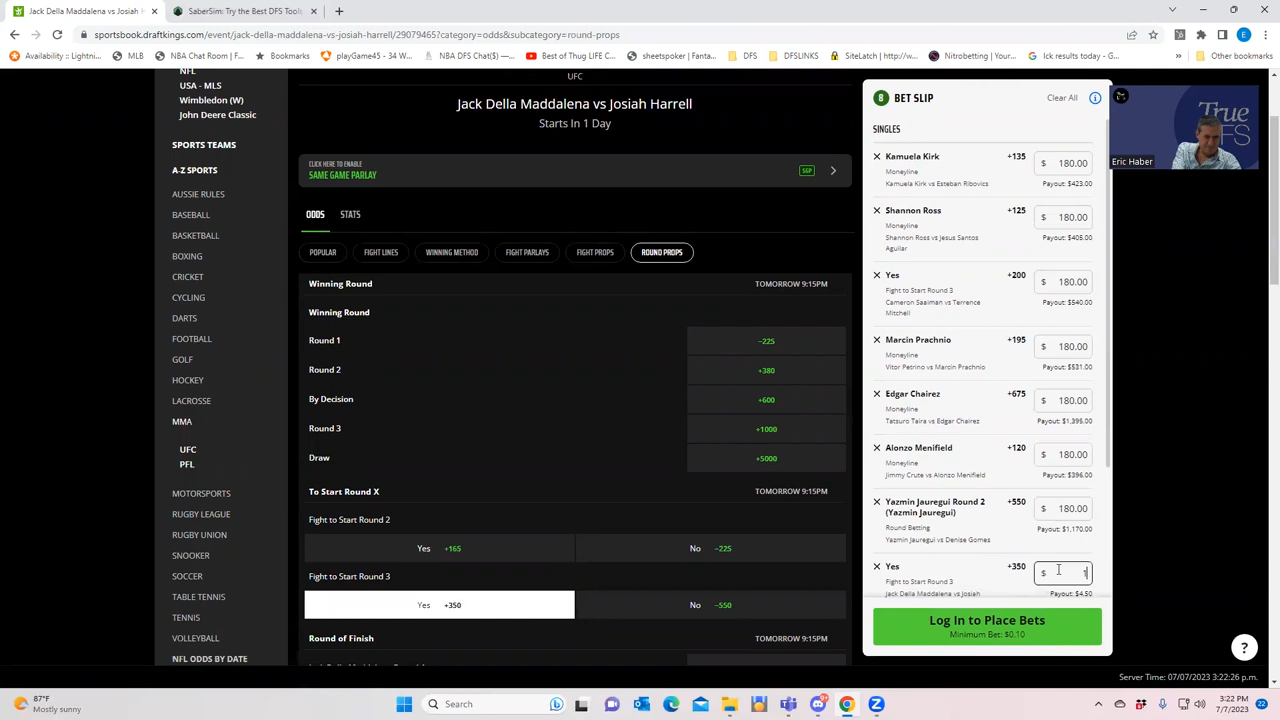 Jack Della Maddalena vs Josiah H
SaberSim: Try the Best DFS Tools
sportsbook.draftkings.com/event/jack-della-maddalena-vs-josiah-harrell/29079465?category=odds&subcategory=round-props
Availability :: Lightni...
MLB
NBA Chat Room | F...
Bookmarks
playGame45 - 34 W...
NBA DFS Chat($) —...
Best of Thug LIFE C...
sheetspoker - Fanta...
DFS
DFSLINKS
SiteLatch | http://w...
Nitrobetting | Your...
Ick results today - G...
Other bookmarks
NFL
USA - MLS
Wimbledon (W)
John Deere Classic
SPORTS TEAMS
A-Z SPORTS
AUSSIE RULES
BASEBALL
BASKETBALL
BOXING
CRICKET
CYCLING
DARTS
FOOTBALL
GOLF
HOCKEY
LACROSSE
MMA
UFC
PFL
MOTORSPORTS
RUGBY LEAGUE
RUGBY UNION
SNOOKER
SOCCER
TABLE TENNIS
TENNIS
VOLLEYBALL
NFL ODDS BY DATE
UFC
Jack Della Maddalena vs Josiah Harrell
Starts In 1 Day
CLICK HERE TO ENABLE
SAME GAME PARLAY
SGP
ODDS STATS
POPULAR FIGHT LINES WINNING METHOD FIGHT PARLAYS FIGHT PROPS ROUND PROPS
Winning Round TOMORROW 9:15PM
Winning Round
Round 1 −225
Round 2 +380
By Decision +600
Round 3 +1000
Draw +5000
To Start Round X TOMORROW 9:15PM
Fight to Start Round 2
Yes +165 No −225
Fight to Start Round 3
Yes +350 No −550
Round of Finish TOMORROW 9:15PM
8 BET SLIP Clear All
SINGLES
Kamuela Kirk +135 $ 180.00
Moneyline
Kamuela Kirk vs Esteban Ribovics Payout: $423.00
Shannon Ross +125 $ 180.00
Moneyline
Shannon Ross vs Jesus Santos Payout: $405.00
Aguilar
Yes +200 $ 180.00
Fight to Start Round 3
Cameron Saaiman vs Terrence Payout: $540.00
Mitchell
Marcin Prachnio +195 $ 180.00
Moneyline
Vitor Petrino vs Marcin Prachnio Payout: $531.00
Edgar Chairez +675 $ 180.00
Moneyline
Tatsuro Taira vs Edgar Chairez Payout: $1,395.00
Alonzo Menifield +120 $ 180.00
Moneyline
Jimmy Crute vs Alonzo Menifield Payout: $396.00
Yazmin Jauregui Round 2 +550 $ 180.00
(Yazmin Jauregui)
Round Betting Payout: $1,170.00
Yazmin Jauregui vs Denise Gomes
Yes +350 $ 1
Fight to Start Round 3
Jack Della Maddalena vs Josiah Payout: $4.50
Log In to Place Bets
Minimum Bet: $0.10
True
DFS
Eric Haber
?
Server Time: 07/07/2023 3:22:26 p.m.
87°F
Mostly sunny
Search
3:22 PM
7/7/2023
22